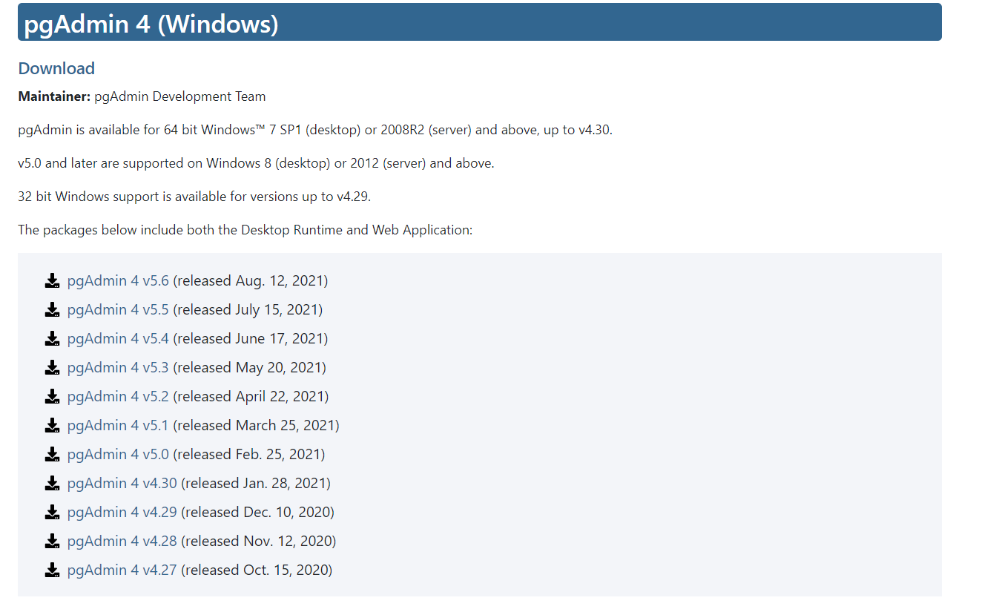 pgAdmin 4 (Windows)
Download
Maintainer: pgAdmin Development Team
pgAdmin is available for 64 bit Windows™ 7 SP1 (desktop) or 2008R2 (server) and above, up to v4.30.
v5.0 and later are supported on Windows 8 (desktop) or 2012 (server) and above.
32 bit Windows support is available for versions up to v4.29.
The packages below include both the Desktop Runtime and Web Application:
pgAdmin 4 v5.6 (released Aug. 12, 2021)
pgAdmin 4 v5.5 (released July 15, 2021)
pgAdmin 4 v5.4 (released June 17, 2021)
pgAdmin 4 v5.3 (released May 20, 2021)
pgAdmin 4 v5.2 (released April 22, 2021)
pgAdmin 4 v5.1 (released March 25, 2021)
pgAdmin 4 v5.0 (released Feb. 25, 2021)
pgAdmin 4 v4.30 (released Jan. 28, 2021)
pgAdmin 4 v4.29 (released Dec. 10, 2020)
pgAdmin 4 v4.28 (released Nov. 12, 2020)
pgAdmin 4 v4.27 (released Oct. 15, 2020)